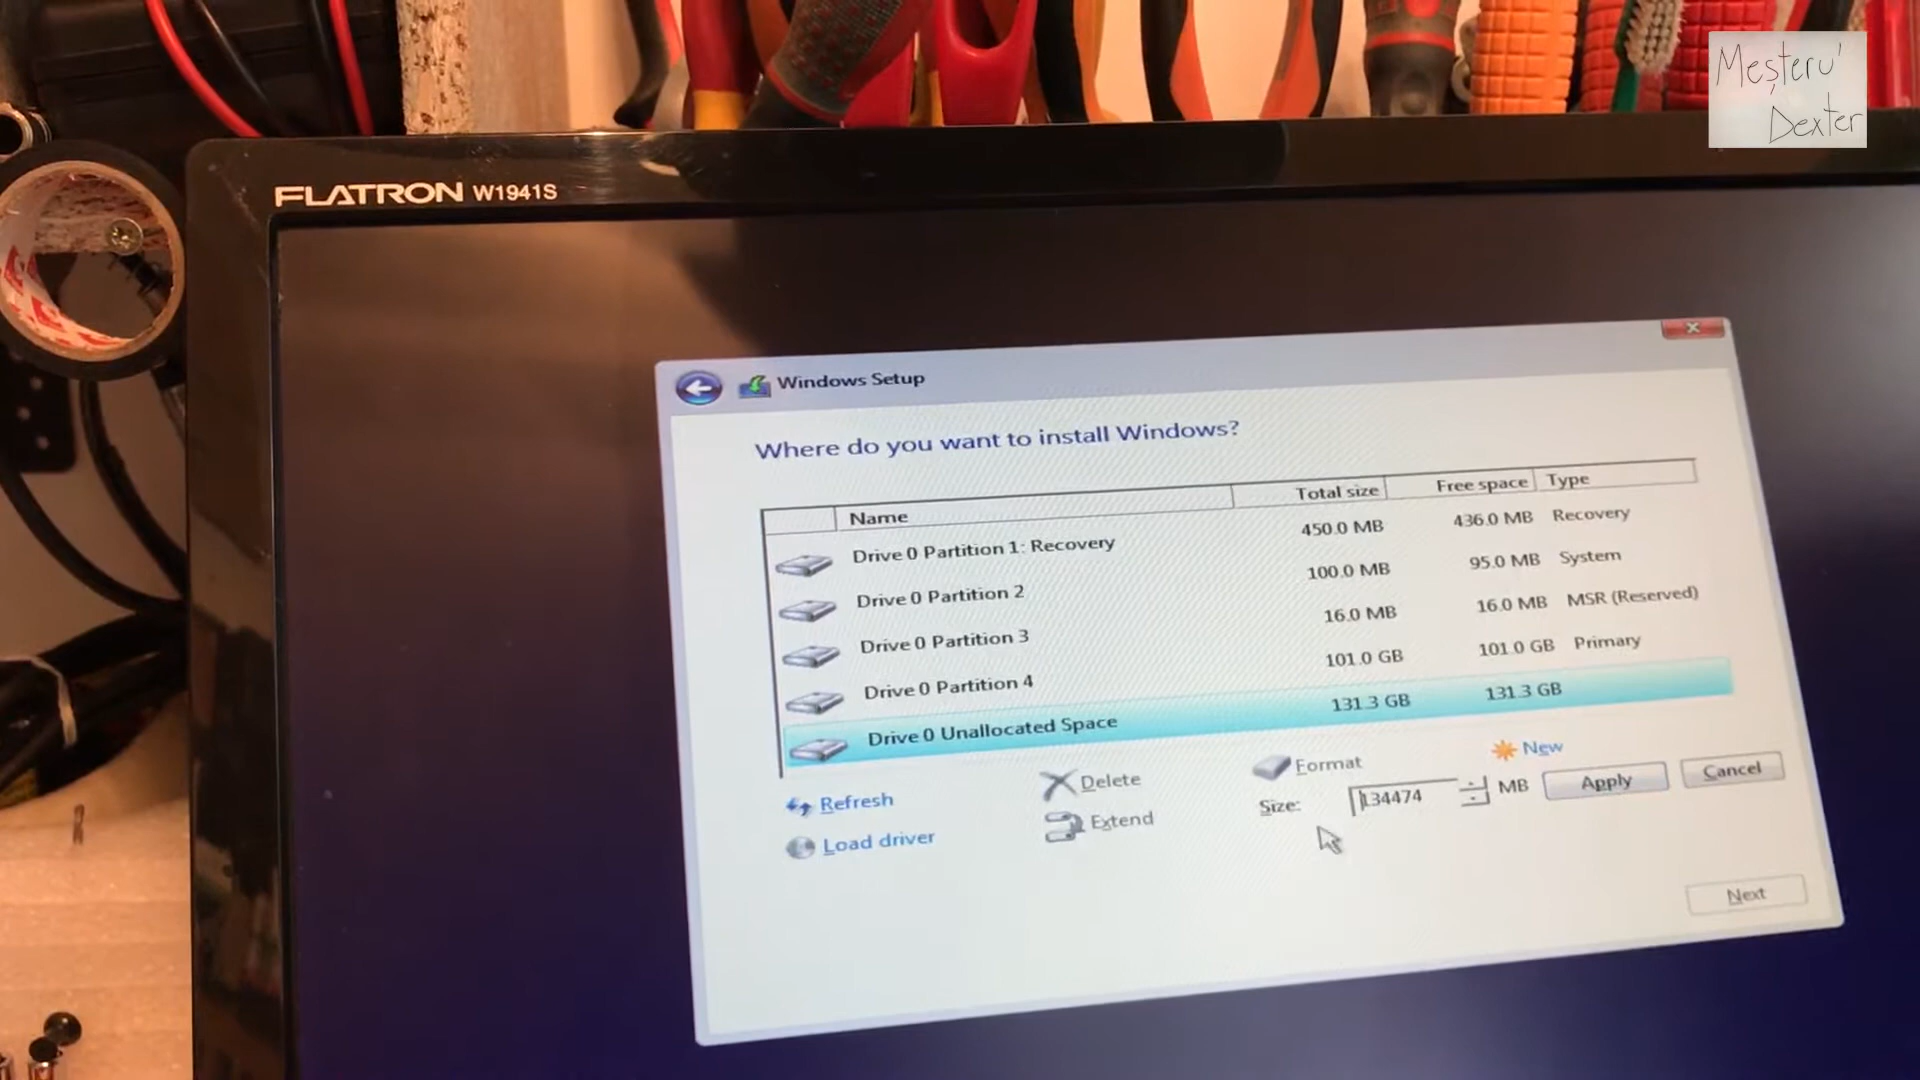 Meșteru'
Dexter
FLATRON W1941S
Windows Setup
Where do you want to install Windows?
Name Total size Free space Type
Drive 0 Partition 1: Recovery 450.0 MB 436.0 MB Recovery
Drive 0 Partition 2 100.0 MB 95.0 MB System
Drive 0 Partition 3 16.0 MB 16.0 MB MSR (Reserved)
Drive 0 Partition 4 101.0 GB 101.0 GB Primary
Drive 0 Unallocated Space 131.3 GB 131.3 GB
Refresh Delete Format New
Load driver Extend Size: 134474 MB Apply Cancel
Next